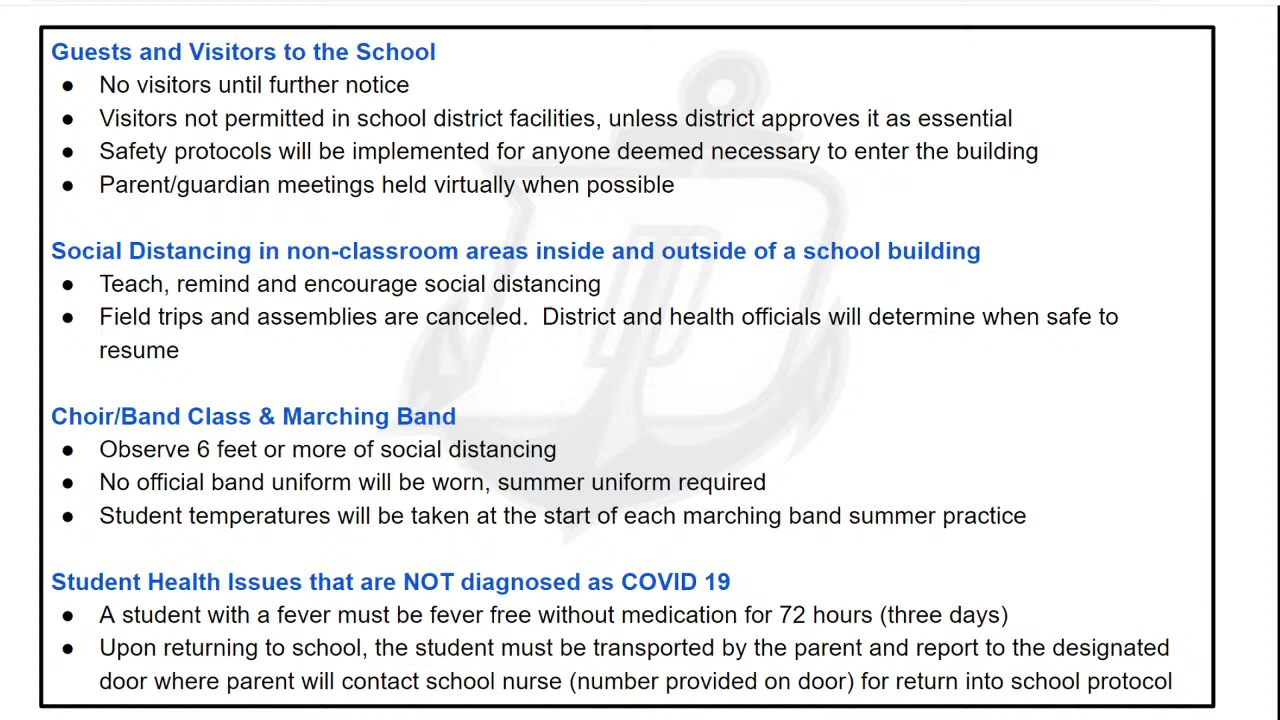 Guests and Visitors to the School
● No visitors until further notice
● Visitors not permitted in school district facilities, unless district approves it as essential
● Safety protocols will be implemented for anyone deemed necessary to enter the building
● Parent/guardian meetings held virtually when possible
Social Distancing in non-classroom areas inside and outside of a school building
● Teach, remind and encourage social distancing
● Field trips and assemblies are canceled.  District and health officials will determine when safe to
resume
Choir/Band Class & Marching Band
● Observe 6 feet or more of social distancing
● No official band uniform will be worn, summer uniform required
● Student temperatures will be taken at the start of each marching band summer practice
Student Health Issues that are NOT diagnosed as COVID 19
● A student with a fever must be fever free without medication for 72 hours (three days)
● Upon returning to school, the student must be transported by the parent and report to the designated
door where parent will contact school nurse (number provided on door) for return into school protocol